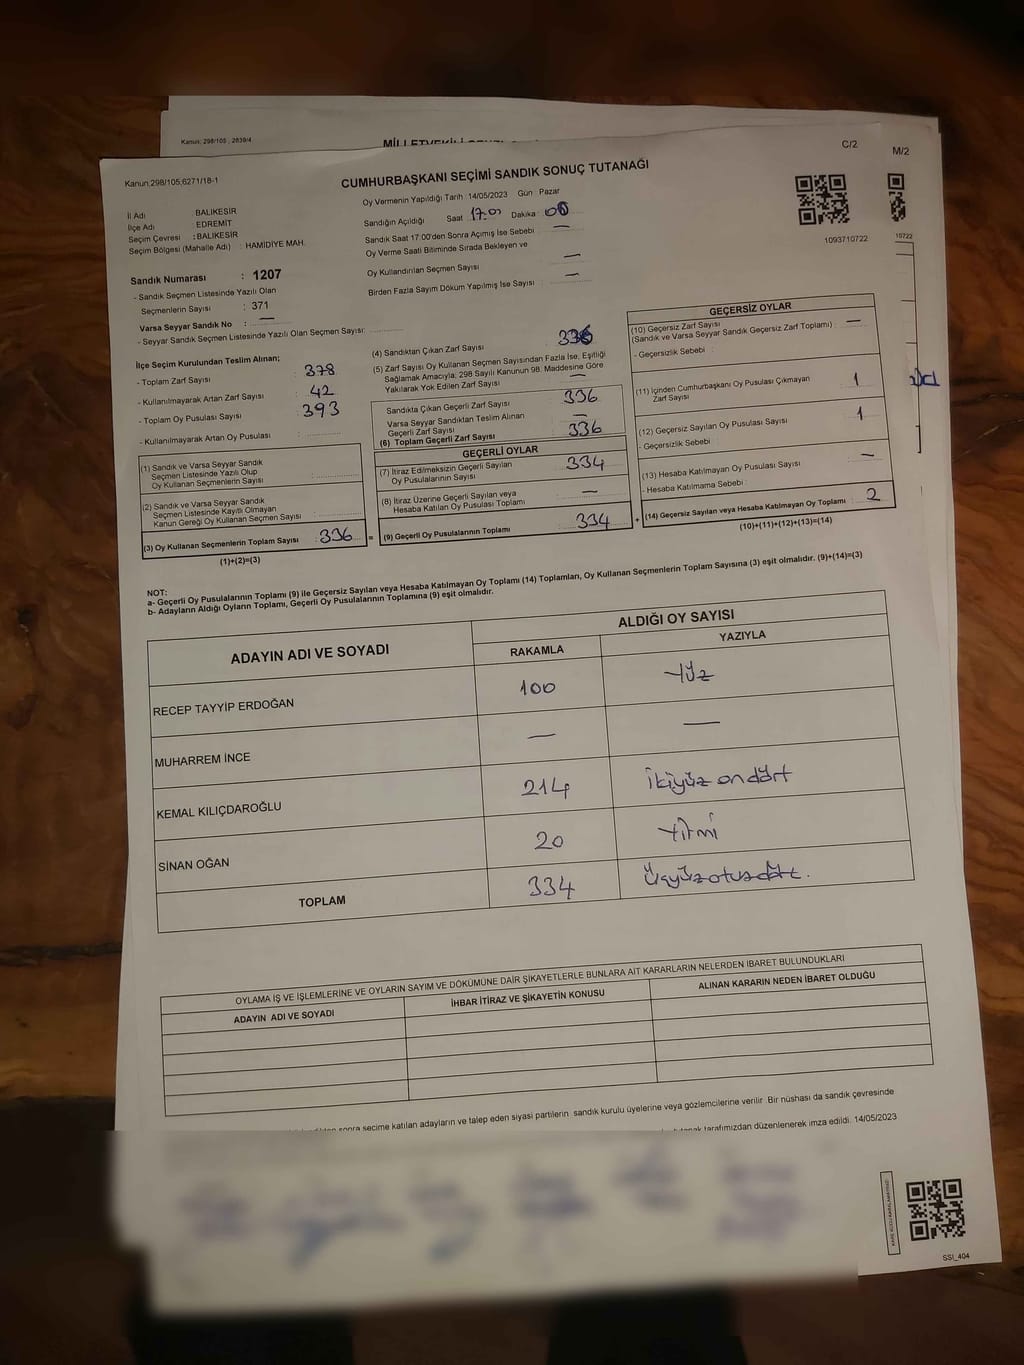 Kanun; 298/105 , 2839/4
M/2
C/2
Kanun;298/105;6271/18-1
CUMHURBAŞKANI SEÇİMİ SANDIK SONUÇ TUTANAĞI
Oy Vermenin Yapıldığı Tarih :14/05/2023 Gün Pazar
İl Adı BALIKESİR
İlçe Adı EDREMİT
Seçim Çevresi : BALIKESİR
Seçim Bölgesi (Mahalle Adı) : HAMİDİYE MAH.
Sandığın Açıldığı Saat 17.00 Dakika : 00
Sandık Saat 17:00'den Sonra Açmış İse Sebebi : —
Oy Verme Saati Bitiminde Sırada Bekleyen ve
Oy Kullandırılan Seçmen Sayısı : —
Birden Fazla Sayım Döküm Yapılmış İse Sayısı : —
1093710722
10722
Sandık Numarası : 1207
- Sandık Seçmen Listesinde Yazılı Olan
Seçmenlerin Sayısı : 371
Varsa Seyyar Sandık No : —
- Seyyar Sandık Seçmen Listesinde Yazılı Olan Seçmen Sayısı:
İlçe Seçim Kurulundan Teslim Alınan;
- Toplam Zarf Sayısı : 378
- Kullanılmayarak Artan Zarf Sayısı : 42
- Toplam Oy Pusulası Sayısı : 393
- Kullanılmayarak Artan Oy Pusulası :
(1) Sandık ve Varsa Seyyar Sandık
Seçmen Listesinde Yazılı Olup
Oy Kullanan Seçmenlerin Sayısı :
(2) Sandık ve Varsa Seyyar Sandık
Seçmen Listesinde Kayıtlı Olmayan
Kanun Gereği Oy Kullanan Seçmen Sayısı :
(3) Oy Kullanan Seçmenlerin Toplam Sayısı : 336
(1)+(2)=(3)
(4) Sandıktan Çıkan Zarf Sayısı : 336
(5) Zarf Sayısı Oy Kullanan Seçmen Sayısından Fazla İse, Eşitliği
Sağlamak Amacıyla; 298 Sayılı Kanunun 98. Maddesine Göre
Yakılarak Yok Edilen Zarf Sayısı : —
Sandıkta Çıkan Geçerli Zarf Sayısı : 336
Varsa Seyyar Sandıktan Teslim Alınan
Geçerli Zarf Sayısı : —
(6) Toplam Geçerli Zarf Sayısı : 336
GEÇERLİ OYLAR
(7) İtiraz Edilmeksizin Geçerli Sayılan
Oy Pusulalarının Sayısı : 334
(8) İtiraz Üzerine Geçerli Sayılan veya
Hesaba Katılan Oy Pusulası Toplamı : —
= (9) Geçerli Oy Pusulalarının Toplamı : 334
GEÇERSİZ OYLAR
(10) Geçersiz Zarf Sayısı
(Sandık ve Varsa Seyyar Sandık Geçersiz Zarf Toplamı) : —
- Geçersizlik Sebebi :
(11) İçinden Cumhurbaşkanı Oy Pusulası Çıkmayan
Zarf Sayısı : 1
(12) Geçersiz Sayılan Oy Pusulası Sayısı : 1
- Geçersizlik Sebebi :
(13) Hesaba Katılmayan Oy Pusulası Sayısı : —
- Hesaba Katılmama Sebebi :
+ (14) Geçersiz Sayılan veya Hesaba Katılmayan Oy Toplamı : 2
(10)+(11)+(12)+(13)=(14)
NOT:
a- Geçerli Oy Pusulalarının Toplamı (9) ile Geçersiz Sayılan veya Hesaba Katılmayan Oy Toplamı (14) Toplamları, Oy Kullanan Seçmenlerin Toplam Sayısına (3) eşit olmalıdır. (9)+(14)=(3)
b- Adayların Aldığı Oyların Toplamı, Geçerli Oy Pusulalarının Toplamına (9) eşit olmalıdır.
ADAYIN ADI VE SOYADI ALDIĞI OY SAYISI
RAKAMLA YAZIYLA
RECEP TAYYİP ERDOĞAN 100 Yüz
MUHARREM İNCE — —
KEMAL KILIÇDAROĞLU 214 İkiyüz ondört
SİNAN OĞAN 20 Yirmi
TOPLAM 334 Üçyüzotuzdört.
OYLAMA İŞ VE İŞLEMLERİNE VE OYLARIN SAYIM VE DÖKÜMÜNE DAİR ŞİKAYETLERLE BUNLARA AİT KARARLARIN NELERDEN İBARET BULUNDUKLARI
ADAYIN ADI VE SOYADI İHBAR İTİRAZ VE ŞİKAYETİN KONUSU ALINAN KARARIN NEDEN İBARET OLDUĞU
sonra seçime katılan adayların ve talep eden siyasi partilerin sandık kurulu üyelerine veya gözlemcilerine verilir .Bir nüshası da sandık çevresinde
tutanak tarafımızdan düzenlenerek imza edildi. 14/05/2023
SSİ_404